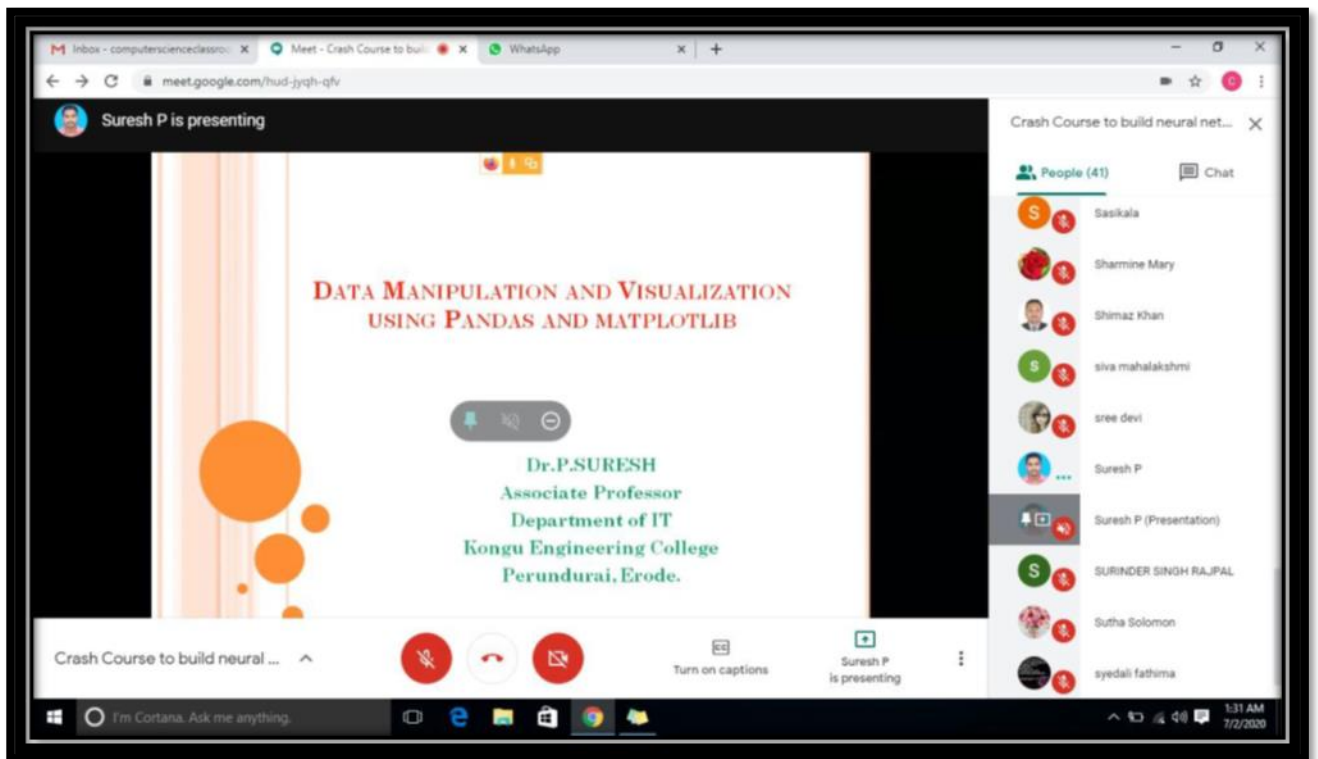 Inbox - computerscienceclassroo
Meet - Crash Course to buil
WhatsApp
meet.google.com/hud-jyqh-qfv
C
Suresh P is presenting
Crash Course to build neural net...
People (41)
Chat
DATA MANIPULATION AND VISUALIZATION
USING PANDAS AND MATPLOTLIB
Dr.P.SURESH
Associate Professor
Department of IT
Kongu Engineering College
Perundurai, Erode.
S
Sasikala
Sharmine Mary
Shimaz Khan
S
siva mahalakshmi
sree devi
Suresh P
Suresh P (Presentation)
S
SURINDER SINGH RAJPAL
Sutha Solomon
syedali fathima
Crash Course to build neural ...
CC
Turn on captions
Suresh P
is presenting
I'm Cortana. Ask me anything.
1:31 AM
7/2/2020